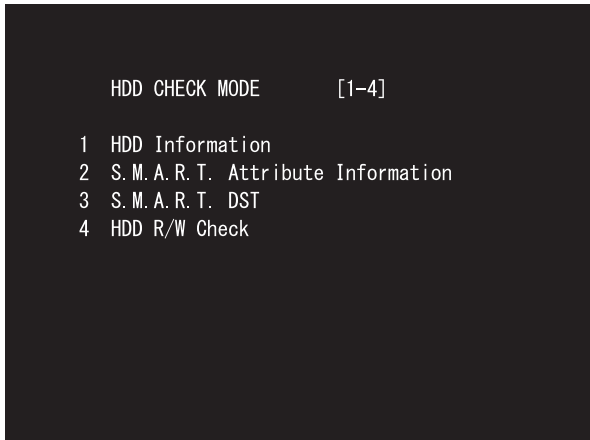 HDD CHECK MODE [1-4]
1 HDD Information
2 S.M.A.R.T. Attribute Information
3 S.M.A.R.T. DST
4 HDD R/W Check